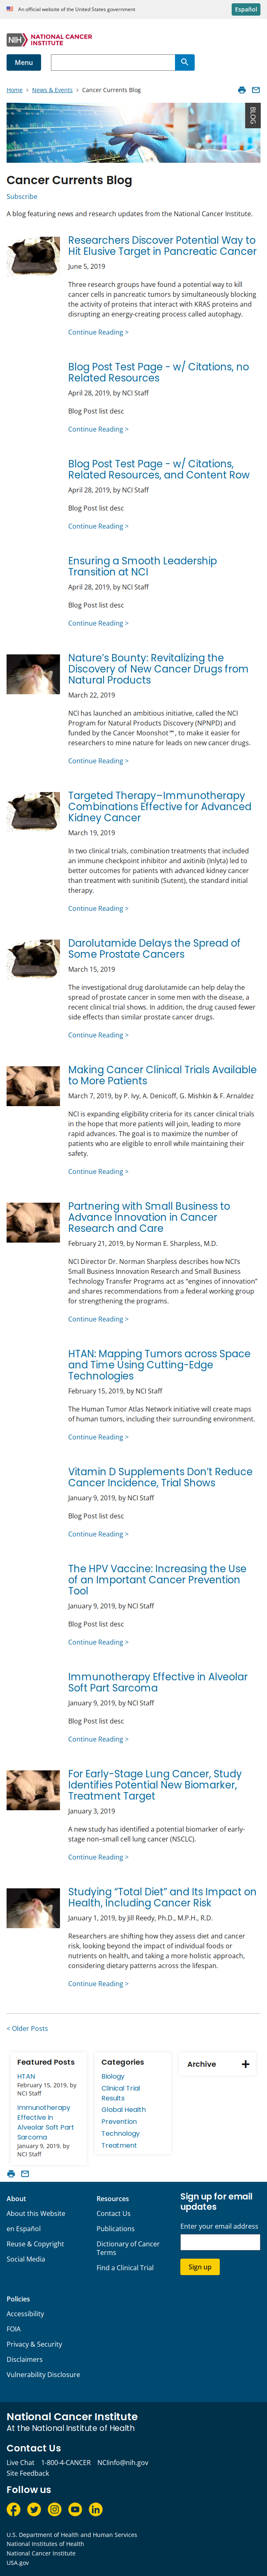 An official website of the United States government
Español
NIH NATIONAL CANCER INSTITUTE
Menu
Home > News & Events > Cancer Currents Blog
BLOG
Cancer Currents Blog
Subscribe
A blog featuring news and research updates from the National Cancer Institute.
Researchers Discover Potential Way to
Hit Elusive Target in Pancreatic Cancer
June 5, 2019
Three research groups have found a potential way to kill
cancer cells in pancreatic tumors by simultaneously blocking
the activity of proteins that interact with KRAS proteins and
disrupting an energy-creating process called autophagy.
Continue Reading >
Blog Post Test Page - w/ Citations, no
Related Resources
April 28, 2019, by NCI Staff
Blog Post list desc
Continue Reading >
Blog Post Test Page - w/ Citations,
Related Resources, and Content Row
April 28, 2019, by NCI Staff
Blog Post list desc
Continue Reading >
Ensuring a Smooth Leadership
Transition at NCI
April 28, 2019, by NCI Staff
Blog Post list desc
Continue Reading >
Nature's Bounty: Revitalizing the
Discovery of New Cancer Drugs from
Natural Products
March 22, 2019
NCI has launched an ambitious initiative, called the NCI
Program for Natural Products Discovery (NPNPD) and
funded by the Cancer Moonshot℠, to make it easier for
researchers to mine nature for leads on new cancer drugs.
Continue Reading >
Targeted Therapy–Immunotherapy
Combinations Effective for Advanced
Kidney Cancer
March 19, 2019
In two clinical trials, combination treatments that included
an immune checkpoint inhibitor and axitinib (Inlyta) led to
better outcomes for patients with advanced kidney cancer
than treatment with sunitinib (Sutent), the standard initial
therapy.
Continue Reading >
Darolutamide Delays the Spread of
Some Prostate Cancers
March 15, 2019
The investigational drug darolutamide can help delay the
spread of prostate cancer in some men with the disease, a
recent clinical trial shows. In addition, the drug caused fewer
side effects than similar prostate cancer drugs.
Continue Reading >
Making Cancer Clinical Trials Available
to More Patients
March 7, 2019, by P. Ivy, A. Denicoff, G. Mishkin & F. Arnaldez
NCI is expanding eligibility criteria for its cancer clinical trials
in the hope that more patients will join, leading to more
rapid advances. The goal is to maximize the number of
patients who are eligible to enroll while maintaining their
safety.
Continue Reading >
Partnering with Small Business to
Advance Innovation in Cancer
Research and Care
February 21, 2019, by Norman E. Sharpless, M.D.
NCI Director Dr. Norman Sharpless describes how NCI's
Small Business Innovation Research and Small Business
Technology Transfer Programs act as "engines of innovation"
and shares recommendations from a federal working group
for strengthening the programs.
Continue Reading >
HTAN: Mapping Tumors across Space
and Time Using Cutting-Edge
Technologies
February 15, 2019, by NCI Staff
The Human Tumor Atlas Network initiative will create maps
of human tumors, including their surrounding environment.
Continue Reading >
Vitamin D Supplements Don't Reduce
Cancer Incidence, Trial Shows
January 9, 2019, by NCI Staff
Blog Post list desc
Continue Reading >
The HPV Vaccine: Increasing the Use
of an Important Cancer Prevention
Tool
January 9, 2019, by NCI Staff
Blog Post list desc
Continue Reading >
Immunotherapy Effective in Alveolar
Soft Part Sarcoma
January 9, 2019, by NCI Staff
Blog Post list desc
Continue Reading >
For Early-Stage Lung Cancer, Study
Identifies Potential New Biomarker,
Treatment Target
January 3, 2019
A new study has identified a potential biomarker of early-
stage non–small cell lung cancer (NSCLC).
Continue Reading >
Studying "Total Diet" and Its Impact on
Health, Including Cancer Risk
January 1, 2019, by Jill Reedy, Ph.D., M.P.H., R.D.
Researchers are shifting how they assess diet and cancer
risk, looking beyond the impact of individual foods or
nutrients on health, and taking a more holistic approach,
considering dietary patterns across the lifespan.
Continue Reading >
< Older Posts
Featured Posts
HTAN
February 15, 2019, by
NCI Staff
Immunotherapy
Effective in
Alveolar Soft Part
Sarcoma
January 9, 2019, by
NCI Staff
Categories
Biology
Clinical Trial
Results
Global Health
Prevention
Technology
Treatment
Archive
About
About this Website
en Español
Reuse & Copyright
Social Media
Resources
Contact Us
Publications
Dictionary of Cancer
Terms
Find a Clinical Trial
Sign up for email
updates
Enter your email address
Sign up
Policies
Accessibility
FOIA
Privacy & Security
Disclaimers
Vulnerability Disclosure
National Cancer Institute
At the National Institute of Health
Contact Us
Live Chat 1-800-4-CANCER NCIinfo@nih.gov
Site Feedback
Follow us
U.S. Department of Health and Human Services
National Institutes of Health
National Cancer Institute
USA.gov